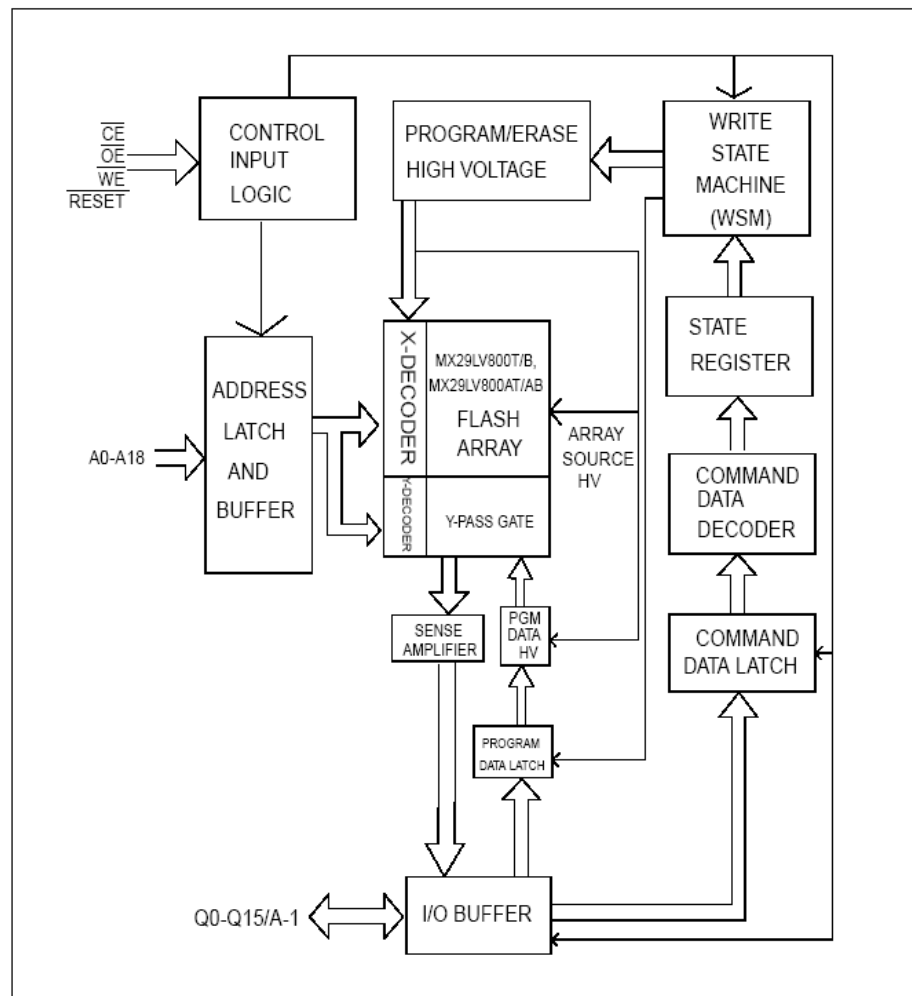 CE
OE
WE
RESET
CONTROL
INPUT
LOGIC
PROGRAM/ERASE
HIGH VOLTAGE
WRITE
STATE
MACHINE
(WSM)
STATE
REGISTER
A0-A18
ADDRESS
LATCH
AND
BUFFER
X-DECODER
MX29LV800T/B,
MX29LV800AT/AB
FLASH
ARRAY
ARRAY
SOURCE
HV
Y-DECODER
Y-PASS GATE
COMMAND
DATA
DECODER
SENSE
AMPLIFIER
PGM
DATA
HV
COMMAND
DATA LATCH
PROGRAM
DATA LATCH
Q0-Q15/A-1
I/O BUFFER